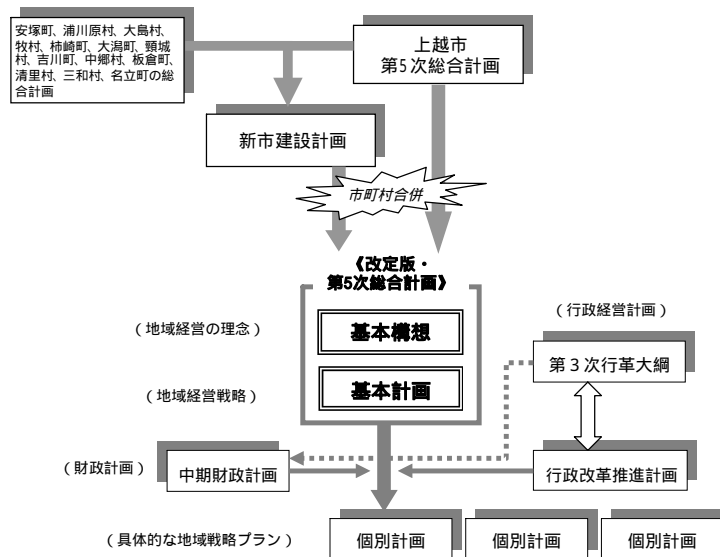 安塚町、浦川原村、大島村、
牧村、柿崎町、大潟町、頸城
村、吉川町、中郷村、板倉町、
清里村、三和村、名立町の総
合計画
上越市
第5次総合計画
新市建設計画
市町村合併
《改定版・
第5次総合計画》
(行政経営計画)
(地域経営の理念)
基本構想
第３次行革大綱
(地域経営戦略)
基本計画
(財政計画)
中期財政計画
行政改革推進計画
(具体的な地域戦略プラン)
個別計画
個別計画
個別計画